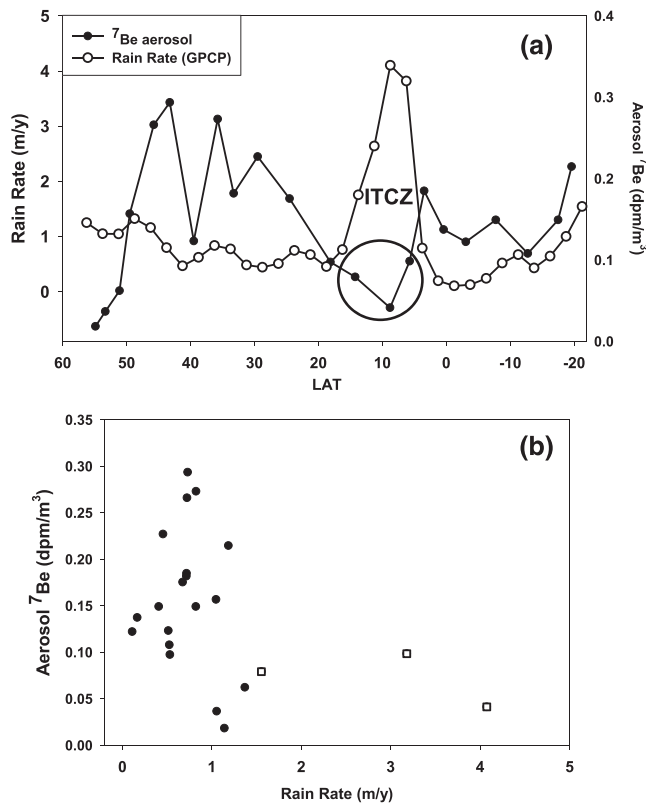 5
4
3
2
1
0
Rain Rate (m/y)
7Be aerosol
Rain Rate (GPCP)
(a)
ITCZ
0.4
0.3
0.2
0.1
0.0
Aerosol 7Be (dpm/m3)
60 50 40 30 20 10 0 -10 -20
LAT
0.35
0.30
0.25
0.20
0.15
0.10
0.05
0.00
Aerosol 7Be (dpm/m3)
(b)
0 1 2 3 4 5
Rain Rate (m/y)